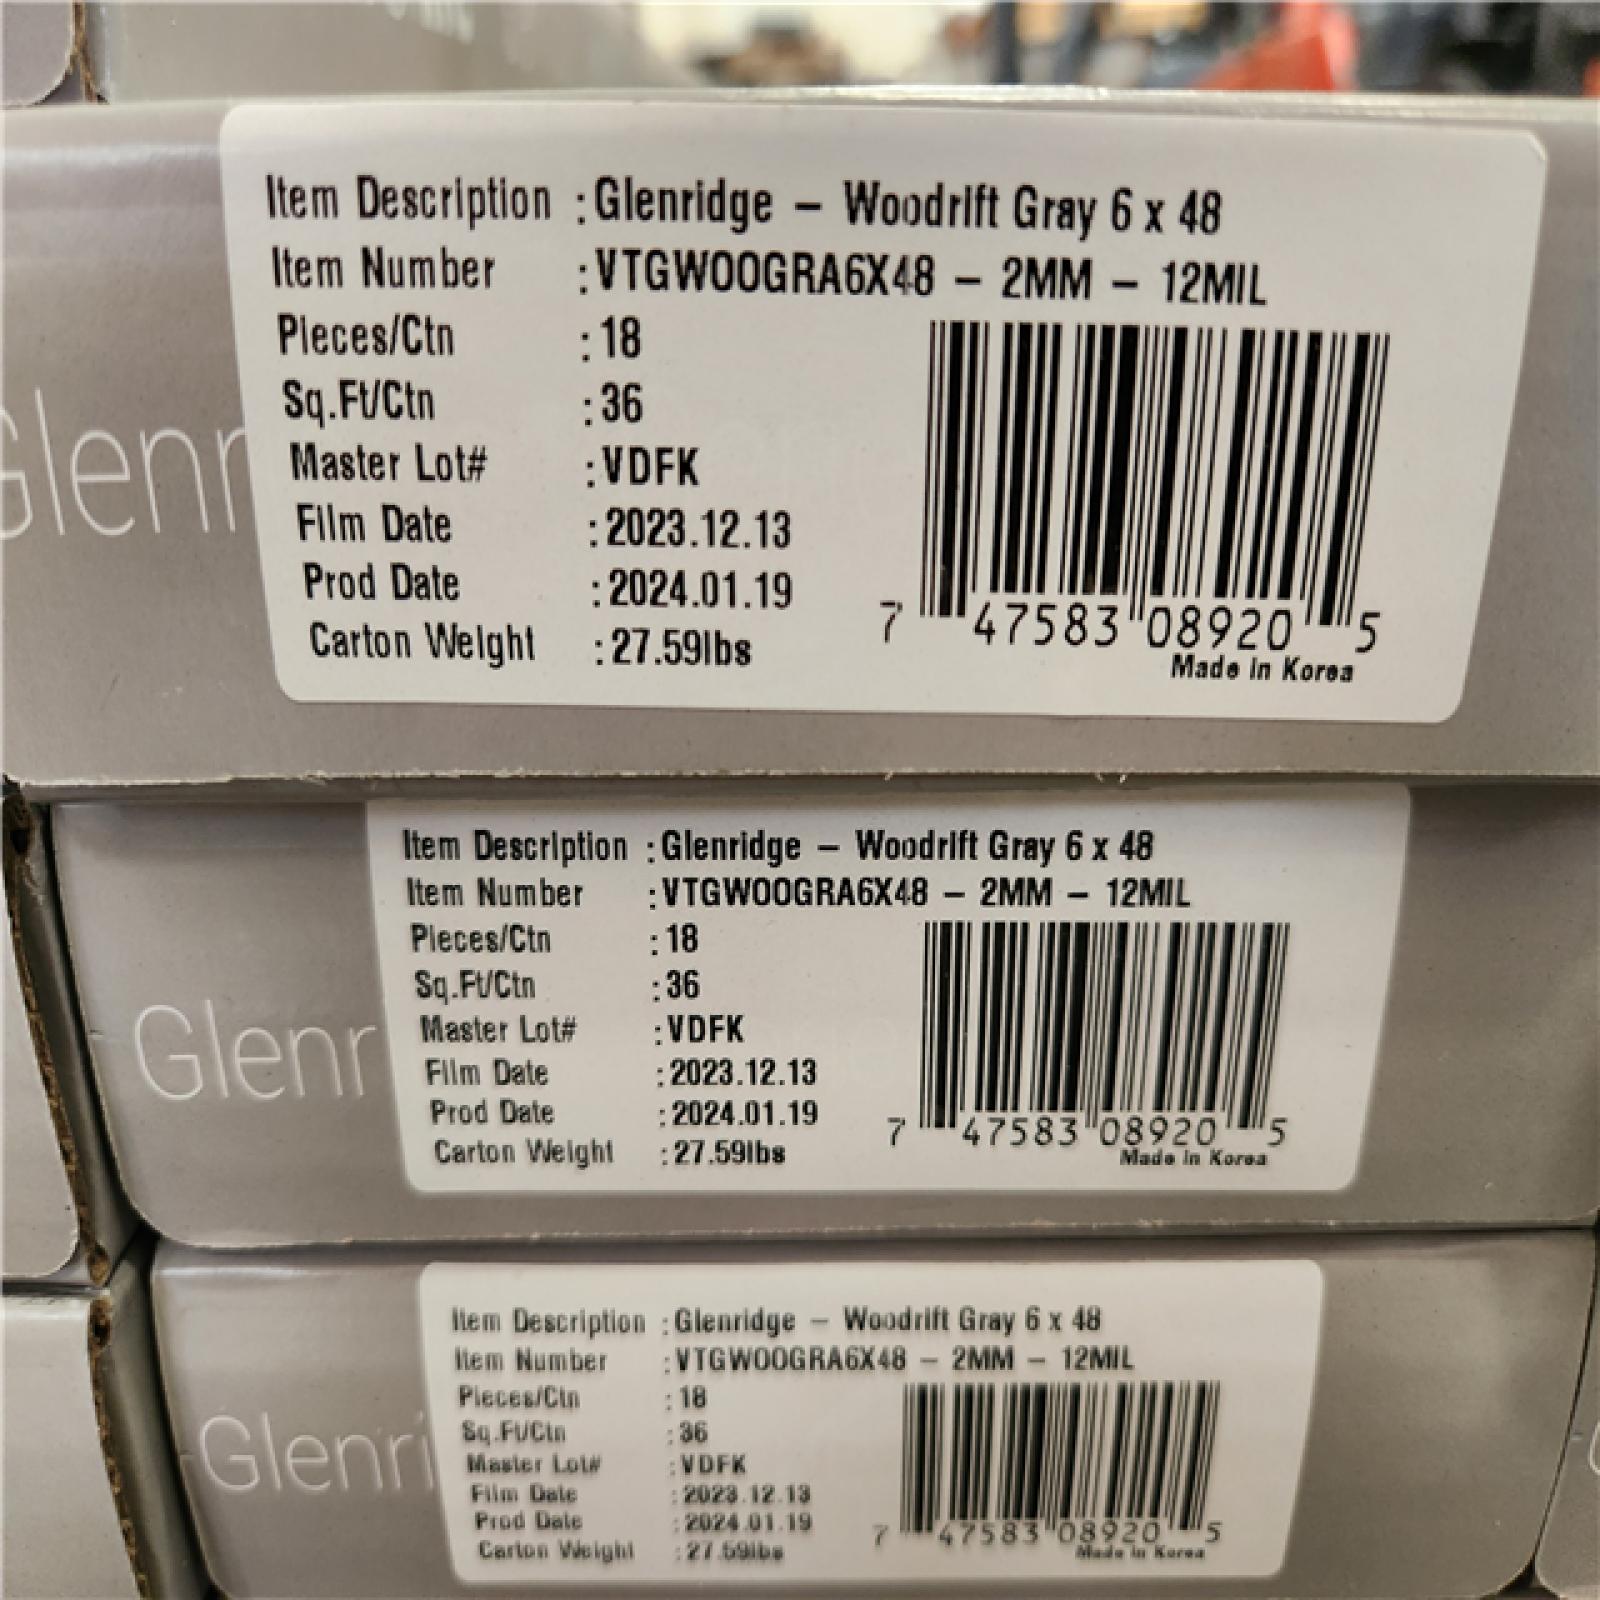 Item Description : Glenridge – Woodrift Gray 6 x 48
Item Number : VTGWOOGRA6X48 – 2MM – 12MIL
Pieces/Ctn : 18
Sq.Ft/Ctn : 36
Master Lot# : VDFK
Film Date : 2023.12.13
Prod Date : 2024.01.19
Carton Weight : 27.59lbs
7 47583 08920 5
Made in Korea
Glenr
Item Description : Glenridge – Woodrift Gray 6 x 48
Item Number : VTGWOOGRA6X48 – 2MM – 12MIL
Pieces/Ctn : 18
Sq.Ft/Ctn : 36
Master Lot# : VDFK
Film Date : 2023.12.13
Prod Date : 2024.01.19
Carton Weight : 27.59lbs
7 47583 08920 5
Made in Korea
Glenr
Item Description : Glenridge – Woodrift Gray 6 x 48
Item Number : VTGWOOGRA6X48 – 2MM – 12MIL
Pieces/Ctn : 18
Sq.Ft/Ctn : 36
Master Lot# : VDFK
Film Date : 2023.12.13
Prod Date : 2024.01.19
Carton Weight : 27.59lbs
7 47583 08920 5
Made in Korea
Glenri